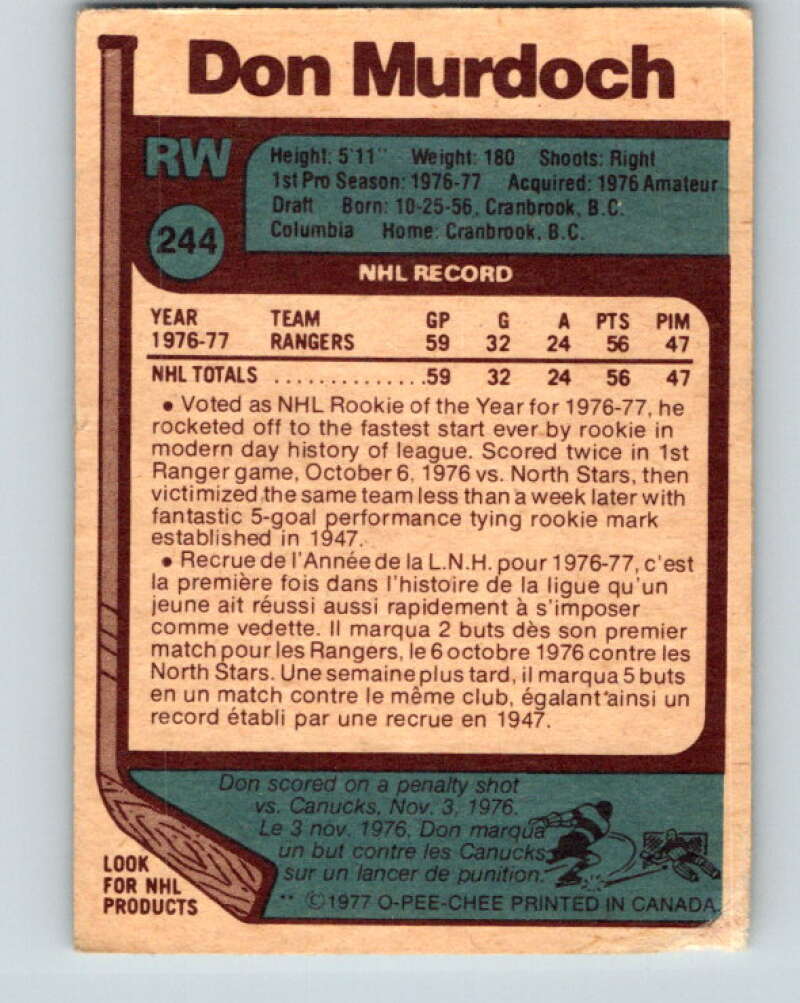 Don Murdoch
RW
244
Height: 5'11" Weight: 180 Shoots: Right
1st Pro Season: 1976-77 Acquired: 1976 Amateur
Draft Born: 10-25-56, Cranbrook, B.C.
Columbia Home: Cranbrook, B.C.
NHL RECORD
YEAR TEAM GP G A PTS PIM
1976-77 RANGERS 59 32 24 56 47
NHL TOTALS ..............59 32 24 56 47
• Voted as NHL Rookie of the Year for 1976-77, he
rocketed off to the fastest start ever by rookie in
modern day history of league. Scored twice in 1st
Ranger game, October 6, 1976 vs. North Stars, then
victimized the same team less than a week later with
fantastic 5-goal performance tying rookie mark
established in 1947.
• Recrue de l'Année de la L.N.H. pour 1976-77, c'est
la première fois dans l'histoire de la ligue qu'un
jeune ait réussi aussi rapidement à s'imposer
comme vedette. Il marqua 2 buts dès son premier
match pour les Rangers, le 6 octobre 1976 contre les
North Stars. Une semaine plus tard, il marqua 5 buts
en un match contre le même club, égalant ainsi un
record établi par une recrue en 1947.
Don scored on a penalty shot
vs. Canucks, Nov. 3, 1976.
Le 3 nov. 1976, Don marqua
un but contre les Canucks
sur un lancer de punition.
LOOK
FOR NHL
PRODUCTS
** ©1977 O-PEE-CHEE PRINTED IN CANADA